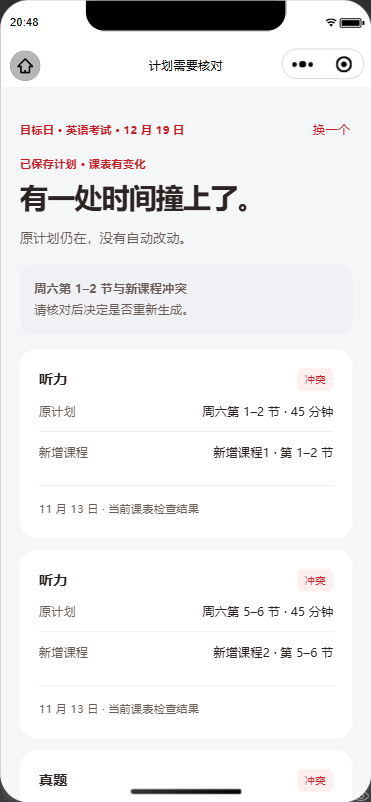 20:48
计划需要核对
目标日 • 英语考试 • 12 月 19 日
换一个
已保存计划 • 课表有变化
有一处时间撞上了。
原计划仍在，没有自动改动。
周六第 1–2 节与新课程冲突
请核对后决定是否重新生成。
听力
冲突
原计划
周六第 1–2 节 · 45 分钟
新增课程
新增课程1 · 第 1–2 节
11 月 13 日 · 当前课表检查结果
听力
冲突
原计划
周六第 5–6 节 · 45 分钟
新增课程
新增课程2 · 第 5–6 节
11 月 13 日 · 当前课表检查结果
真题
冲突